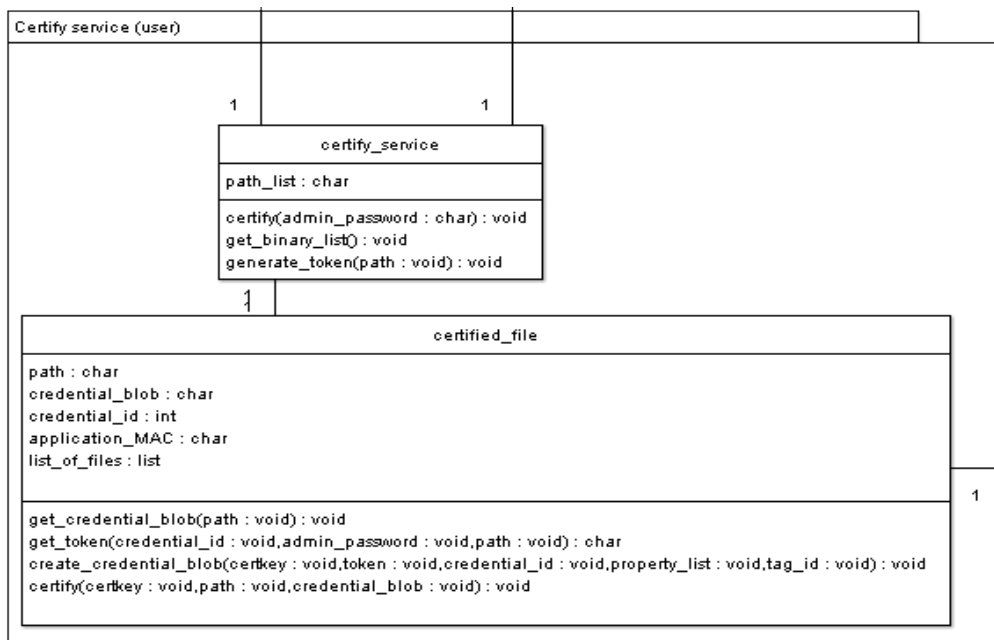 Certify service (user)
1
1
certify_service
path_list : char
certify(admin_password : char) : void
get_binary_list() : void
generate_token(path : void) : void
1
1
certified_file
path : char
credential_blob : char
credential_id : int
application_MAC : char
list_of_files : list
1
get_credential_blob(path : void) : void
get_token(credential_id : void,admin_password : void,path : void) : char
create_credential_blob(certkey : void,token : void,credential_id : void,property_list : void,tag_id : void) : void
certify(certkey : void,path : void,credential_blob : void) : void